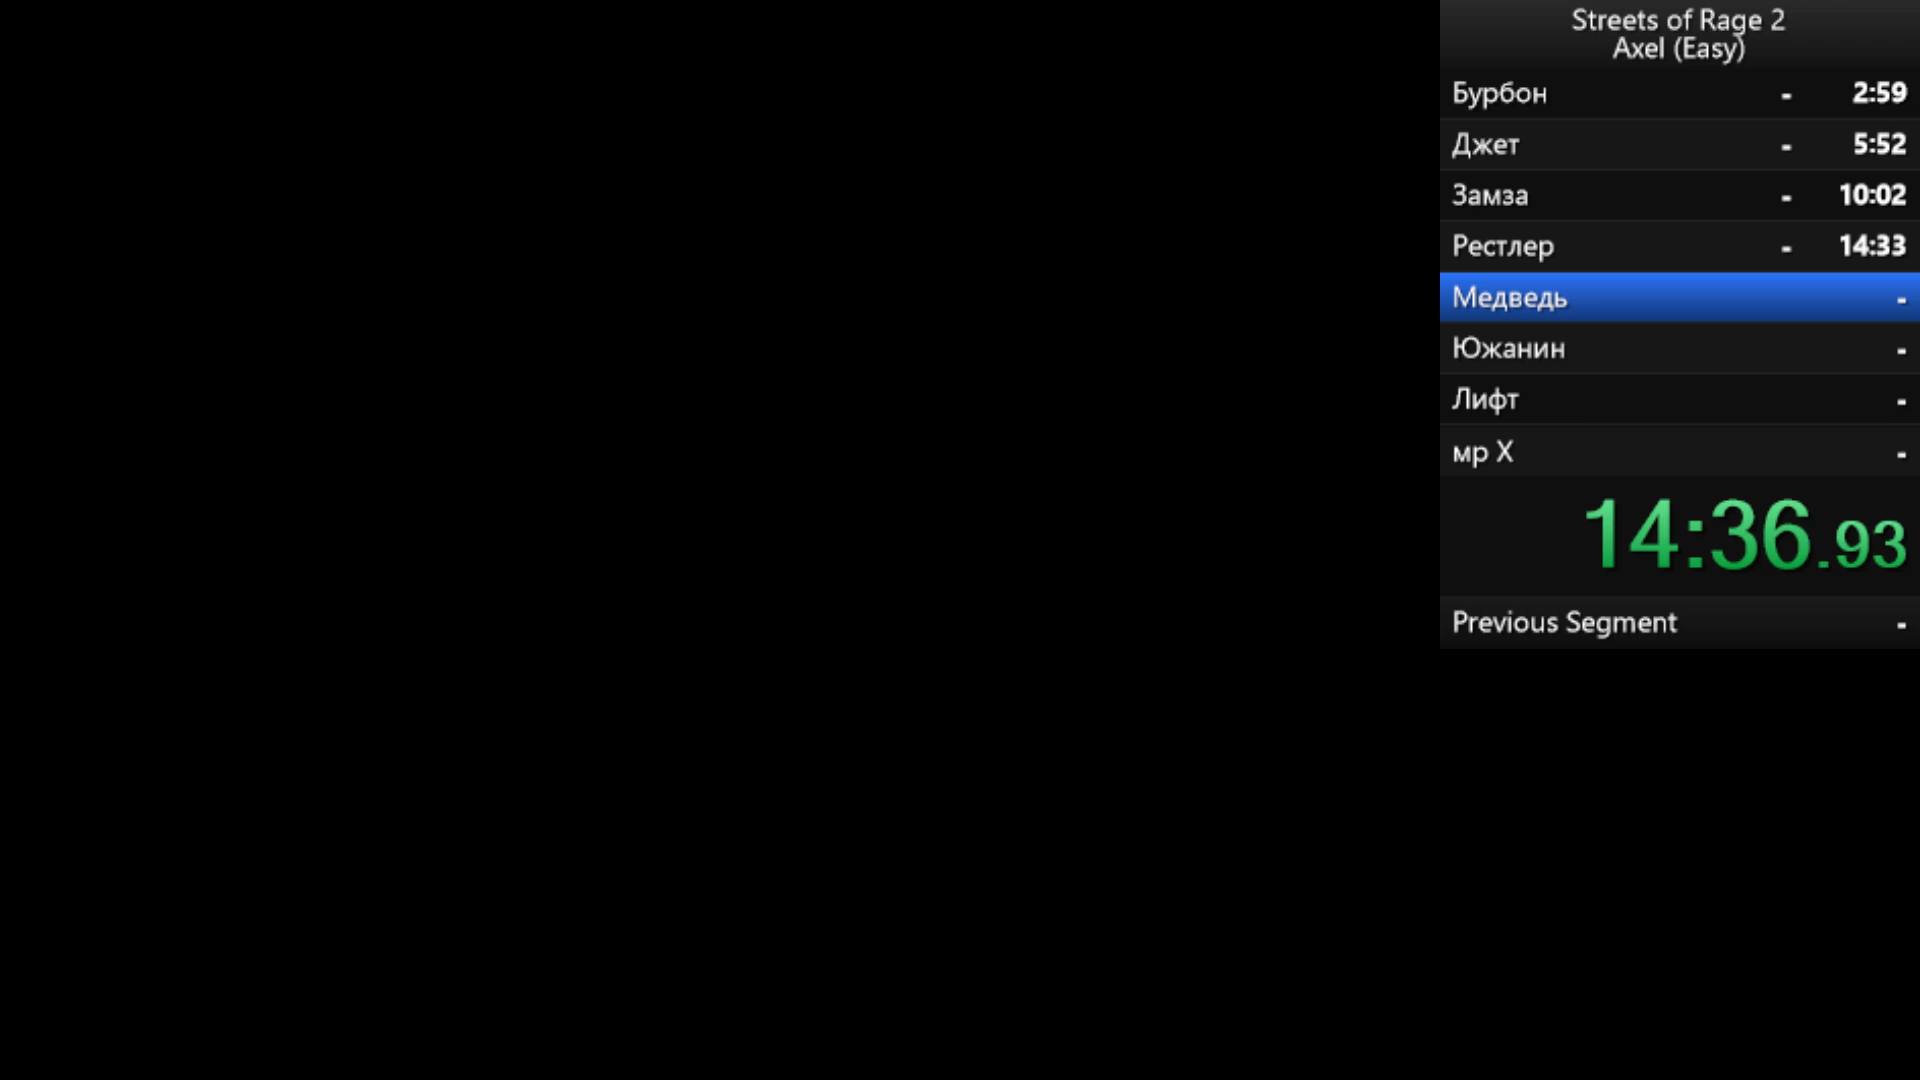 Streets of Rage 2
Axel (Easy)
Бурбон - 2:59
Джет - 5:52
Замза - 10:02
Рестлер - 14:33
Медведь -
Южанин -
Лифт -
мр Х -
14:36.93
Previous Segment -